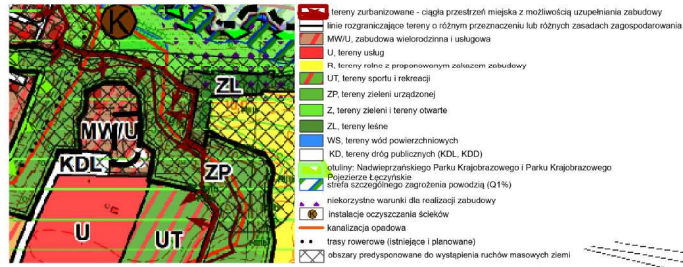 K
ZL
MW/U
KDL
ZP
U
UT
tereny zurbanizowane - ciągła przestrzeń miejska z możliwością uzupełniania zabudowy
linie rozgraniczające tereny o różnym przeznaczeniu lub różnych zasadach zagospodarowania
MW/U, zabudowa wielorodzinna i usługowa
U, tereny usług
R, tereny rolne z proponowanym zakazem zabudowy
UT, tereny sportu i rekreacji
ZP, tereny zieleni urządzonej
Z, tereny zieleni i tereny otwarte
ZL, tereny leśne
WS, tereny wód powierzchniowych
KD, tereny dróg publicznych (KDL, KDD)
otuliny: Nadwieprzańskiego Parku Krajobrazowego i Parku Krajobrazowego
Pojezierze Łęczyńskie
strefa szczególnego zagrożenia powodzią (Q1%)
niekorzystne warunki dla realizacji zabudowy
K instalacje oczyszczania ścieków
kanalizacja opadowa
trasy rowerowe (istniejące i planowane)
obszary predysponowane do wystąpienia ruchów masowych ziemi